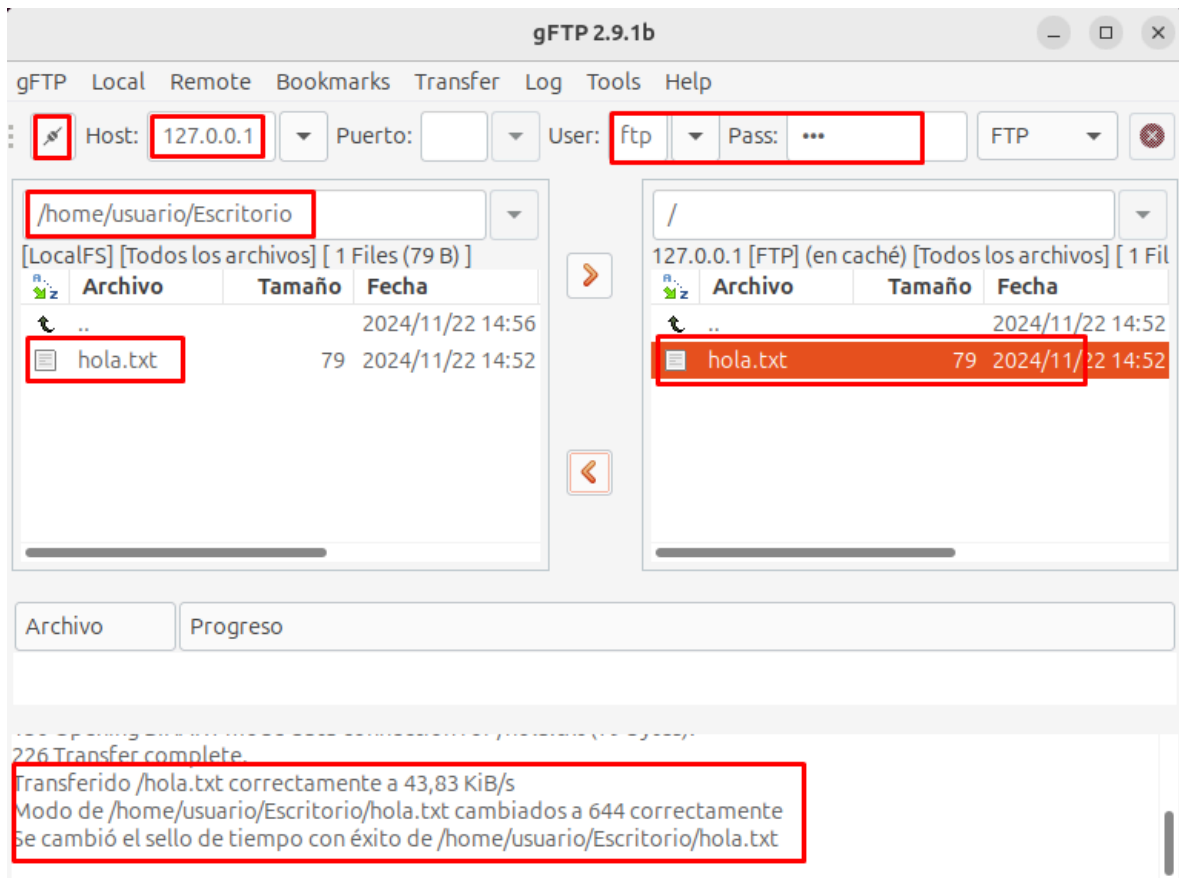 gFTP 2.9.1b
gFTP Local Remote Bookmarks Transfer Log Tools Help
Host: 127.0.0.1 Puerto: User: ftp Pass: ••• FTP
/home/usuario/Escritorio
[LocalFS] [Todos los archivos] [ 1 Files (79 B) ]
Archivo Tamaño Fecha
.. 2024/11/22 14:56
hola.txt 79 2024/11/22 14:52
/
127.0.0.1 [FTP] (en caché) [Todos los archivos] [ 1 Fil
Archivo Tamaño Fecha
.. 2024/11/22 14:52
hola.txt 79 2024/11/22 14:52
Archivo Progreso
226 Transfer complete.
Transferido /hola.txt correctamente a 43,83 KiB/s
Modo de /home/usuario/Escritorio/hola.txt cambiados a 644 correctamente
Se cambió el sello de tiempo con éxito de /home/usuario/Escritorio/hola.txt